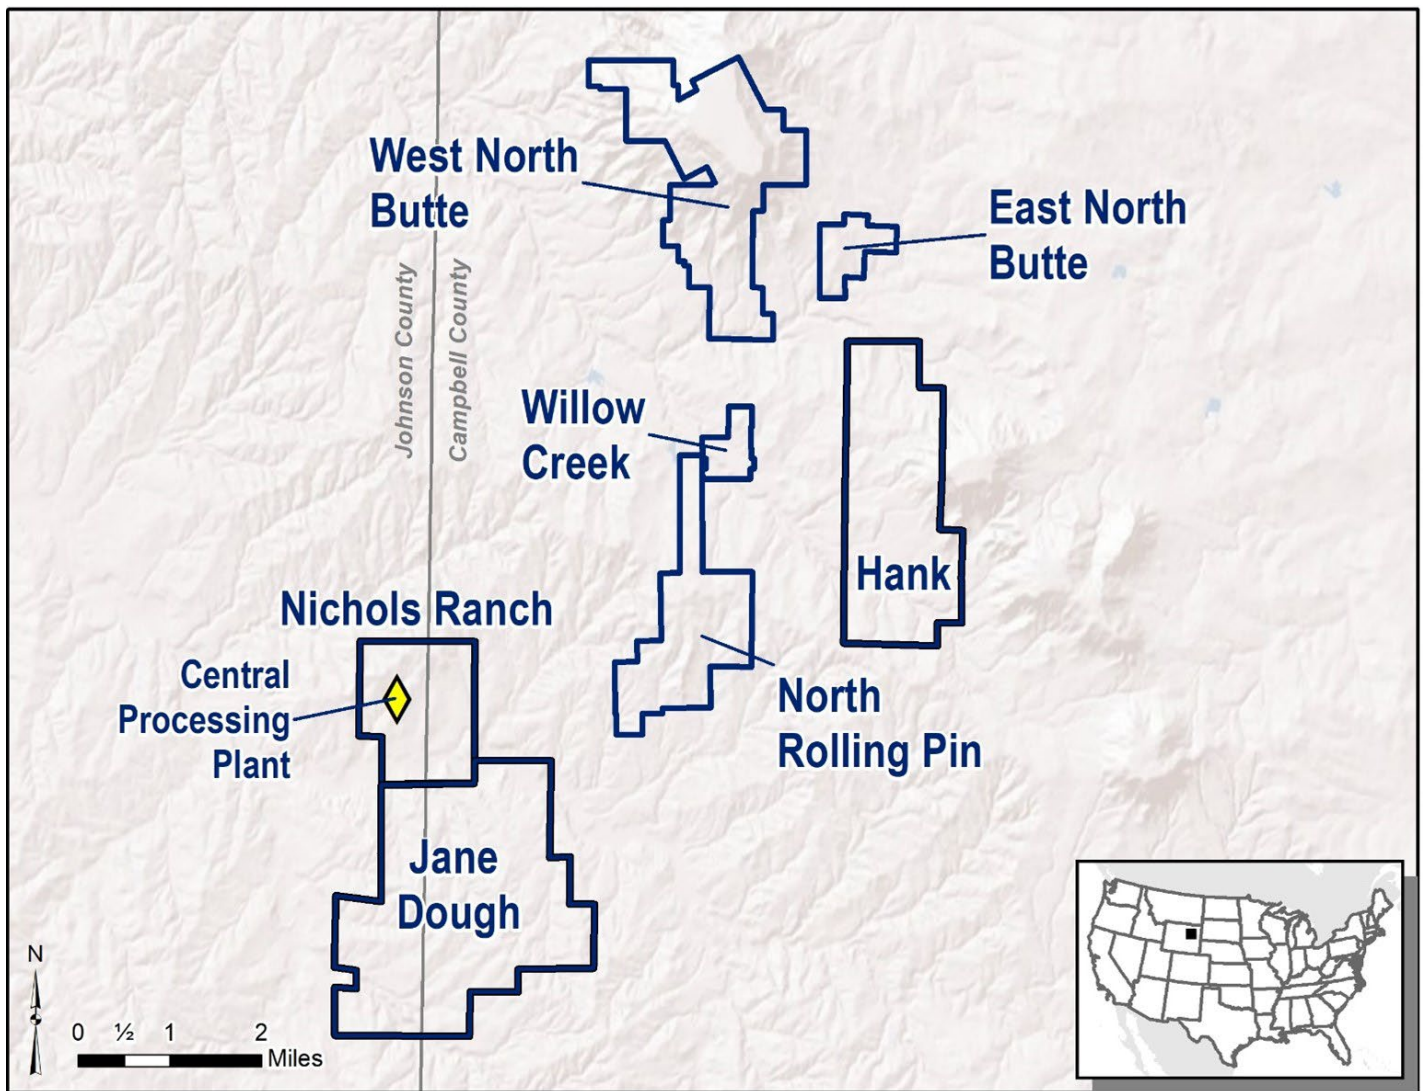 West North
Butte
East North
Butte
Johnson County
Campbell County
Willow
Creek
Hank
Nichols Ranch
Central
Processing
Plant
North
Rolling Pin
Jane
Dough
N
0 ½ 1 2
Miles